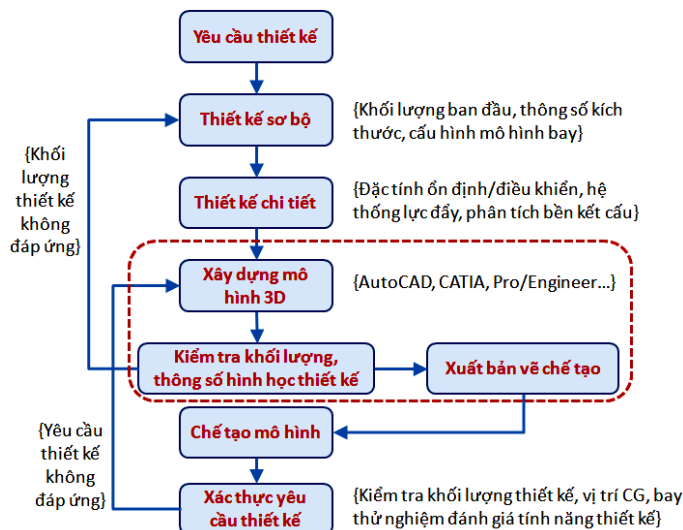 Yêu cầu thiết kế
Thiết kế sơ bộ
{Khối lượng ban đầu, thông số kích
thước, cấu hình mô hình bay}
{Khối
lượng
thiết kế
không
đáp ứng}
Thiết kế chi tiết
{Đặc tính ổn định/điều khiển, hệ
thống lực đẩy, phân tích bền kết cấu}
Xây dựng mô
hình 3D
{AutoCAD, CATIA, Pro/Engineer...}
Kiểm tra khối lượng,
thông số hình học thiết kế
Xuất bản vẽ chế tạo
Chế tạo mô hình
{Yêu cầu
thiết kế
không
đáp ứng}
Xác thực yêu
cầu thiết kế
{Kiểm tra khối lượng thiết kế, vị trí CG, bay
thử nghiệm đánh giá tính năng thiết kế}